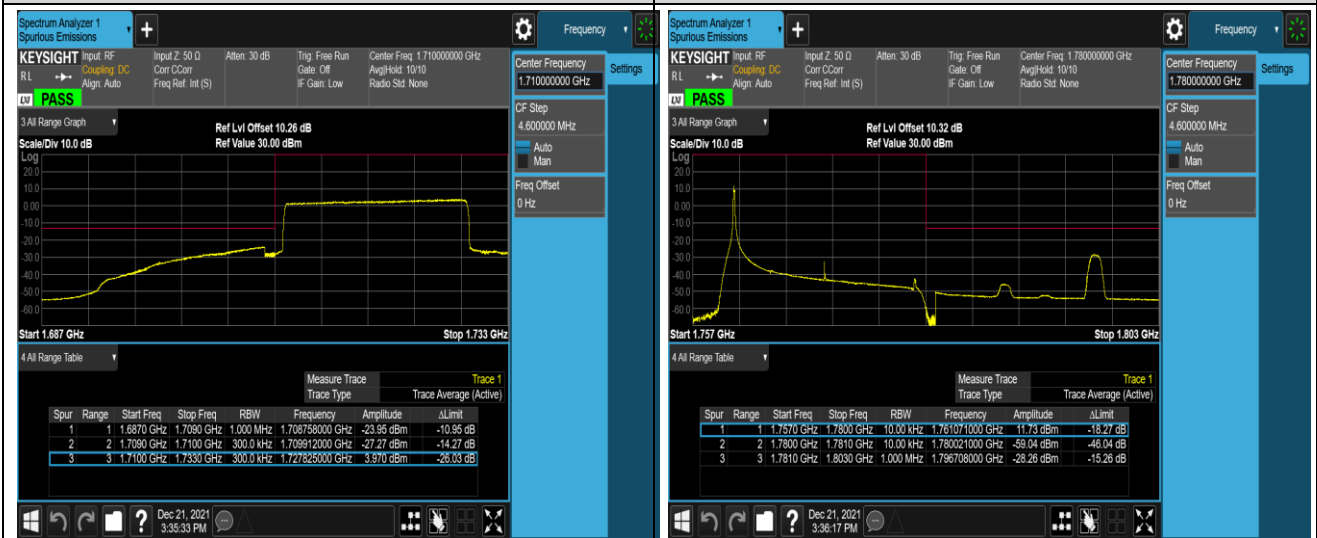 Spectrum Analyzer 1
Spurious Emissions
Frequency
KEYSIGHT
Input: RF
Coupling: DC
Align: Auto
Input Z: 50 Ω
Corr CCorr
Freq Ref: Int (S)
Atten: 30 dB
Trig: Free Run
Gate: Off
IF Gain: Low
Center Freq: 1.710000000 GHz
Avg|Hold: 10/10
Radio Std: None
RL
LXI
PASS
Center Frequency
1.710000000 GHz
Settings
CF Step
4.600000 MHz
Auto
Man
Freq Offset
0 Hz
3 All Range Graph
Ref Lvl Offset 10.26 dB
Scale/Div 10.0 dB
Ref Value 30.00 dBm
Log
20.0
10.0
0.00
-10.0
-20.0
-30.0
-40.0
-50.0
-60.0
Start 1.687 GHz
Stop 1.733 GHz
4 All Range Table
Measure Trace Trace 1
Trace Type Trace Average (Active)
Spur Range Start Freq Stop Freq RBW Frequency Amplitude ΔLimit
1 1 1.6870 GHz 1.7090 GHz 1.000 MHz 1.708758000 GHz -23.95 dBm -10.95 dB
2 2 1.7090 GHz 1.7100 GHz 300.0 kHz 1.709912000 GHz -27.27 dBm -14.27 dB
3 3 1.7100 GHz 1.7330 GHz 300.0 kHz 1.727825000 GHz 3.970 dBm -26.03 dB
?
Dec 21, 2021
3:35:33 PM
Spectrum Analyzer 1
Spurious Emissions
Frequency
KEYSIGHT
Input: RF
Coupling: DC
Align: Auto
Input Z: 50 Ω
Corr CCorr
Freq Ref: Int (S)
Atten: 30 dB
Trig: Free Run
Gate: Off
IF Gain: Low
Center Freq: 1.780000000 GHz
Avg|Hold: 10/10
Radio Std: None
RL
LXI
PASS
Center Frequency
1.780000000 GHz
Settings
CF Step
4.600000 MHz
Auto
Man
Freq Offset
0 Hz
3 All Range Graph
Ref Lvl Offset 10.32 dB
Scale/Div 10.0 dB
Ref Value 30.00 dBm
Log
20.0
10.0
0.00
-10.0
-20.0
-30.0
-40.0
-50.0
-60.0
Start 1.757 GHz
Stop 1.803 GHz
4 All Range Table
Measure Trace Trace 1
Trace Type Trace Average (Active)
Spur Range Start Freq Stop Freq RBW Frequency Amplitude ΔLimit
1 1 1.7570 GHz 1.7800 GHz 10.00 kHz 1.761071000 GHz 11.73 dBm -18.27 dB
2 2 1.7800 GHz 1.7810 GHz 10.00 kHz 1.780021000 GHz -59.04 dBm -46.04 dB
3 3 1.7810 GHz 1.8030 GHz 1.000 MHz 1.796708000 GHz -28.26 dBm -15.26 dB
?
Dec 21, 2021
3:36:17 PM